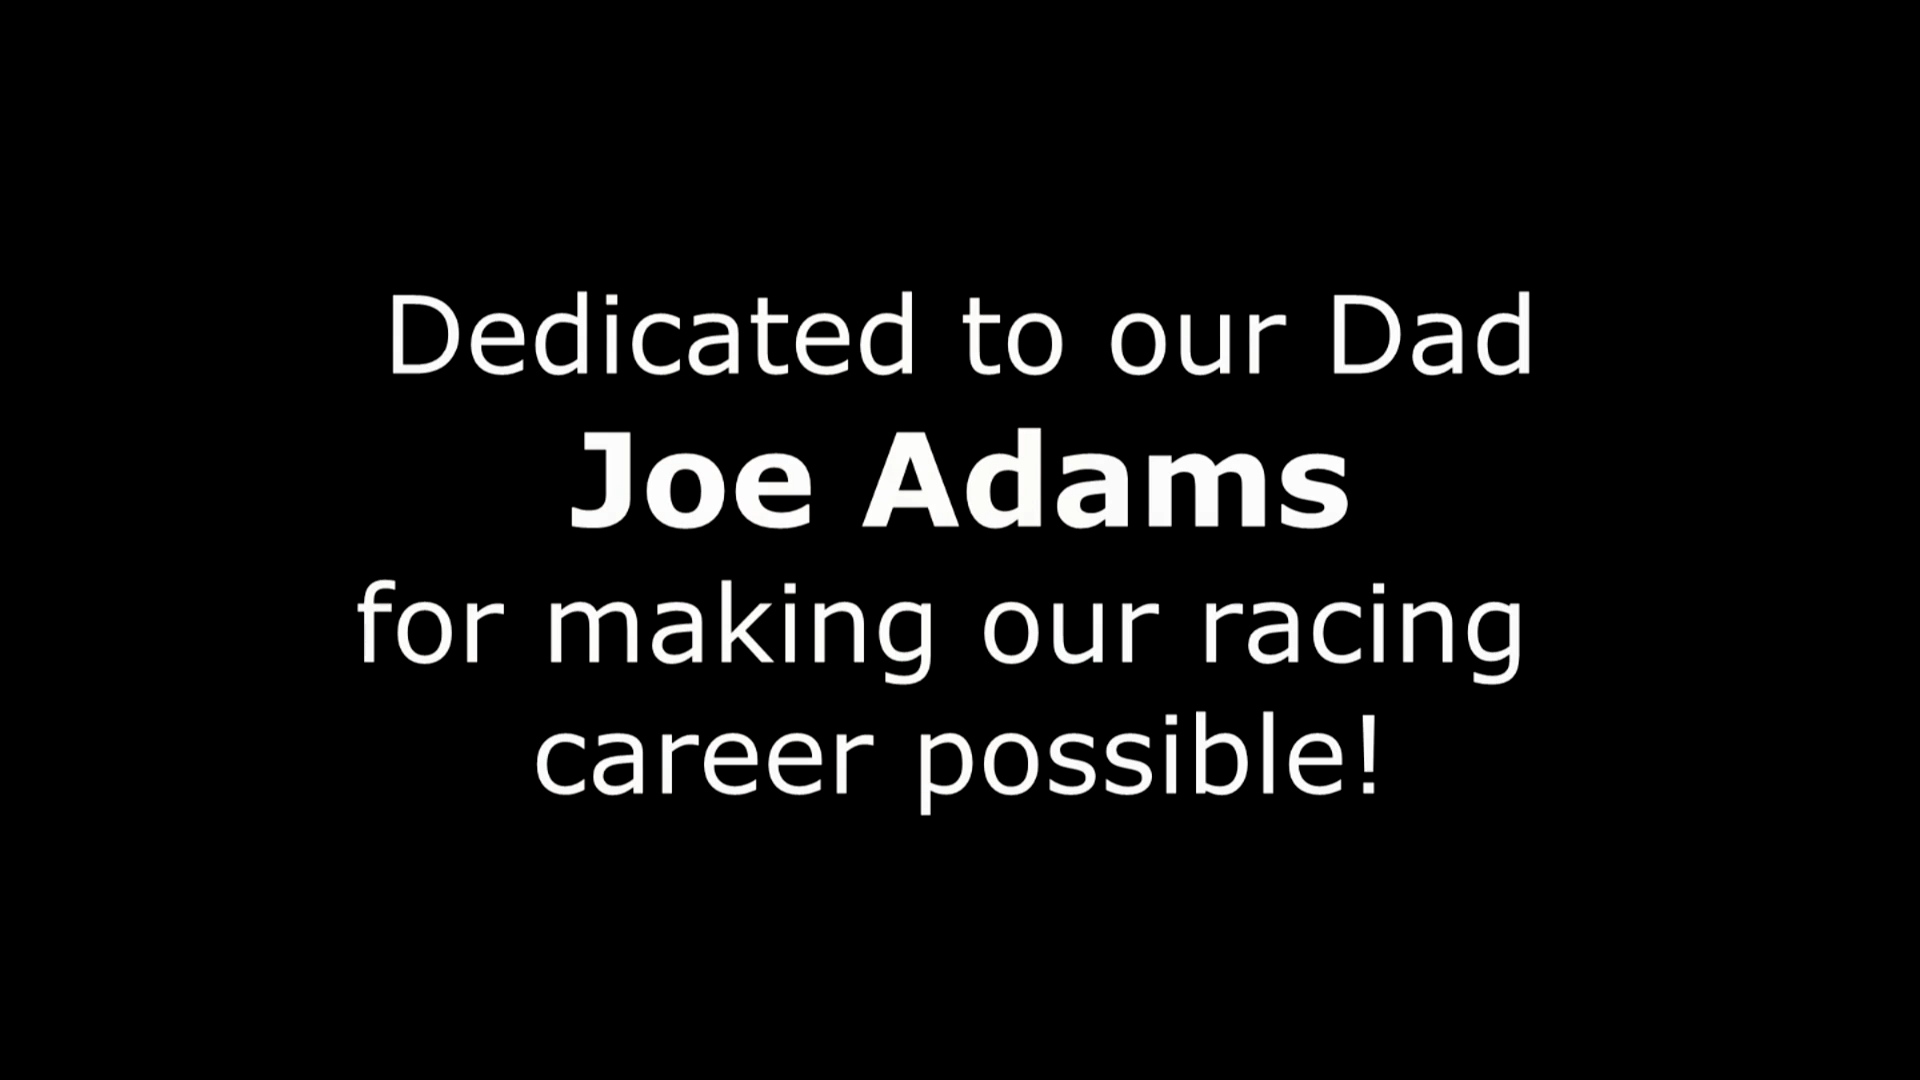 Dedicated to our Dad
Joe Adams
for making our racing
career possible!